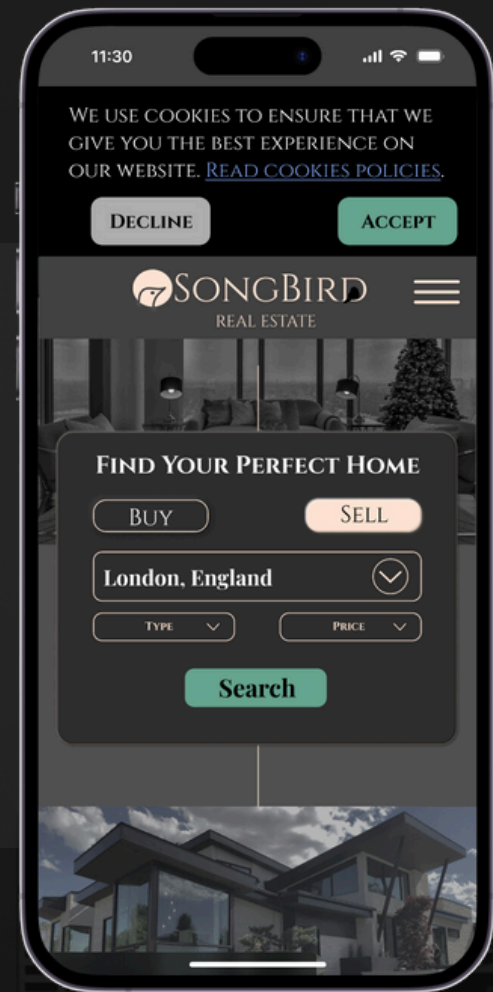 11:30
We use cookies to ensure that we
give you the best experience on
our website. Read cookies policies.
Decline
Accept
SongBird
REAL ESTATE
Find Your Perfect Home
Buy
Sell
London, England
Type
Price
Search